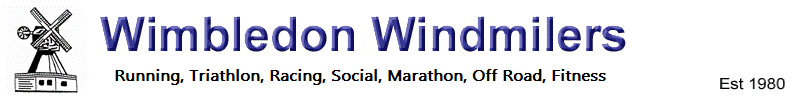 Wimbledon Windmilers
Running, Triathlon, Racing, Social, Marathon, Off Road, Fitness
Est 1980